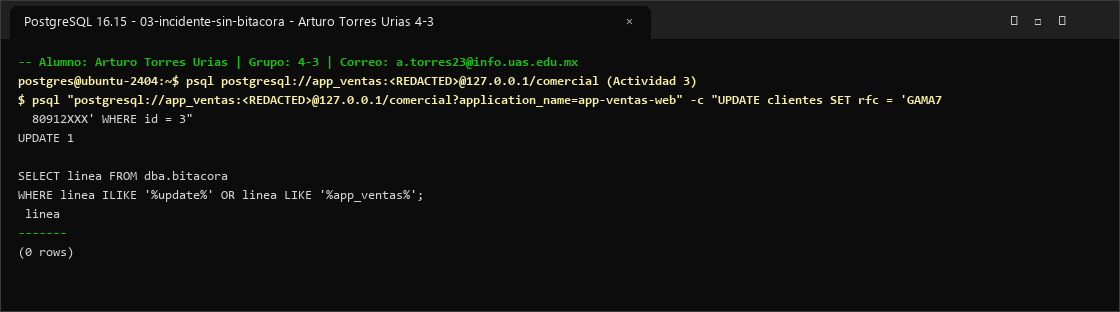 PostgreSQL 16.15 - 03-incidente-sin-bitacora - Arturo Torres Urias 4-3
-- Alumno: Arturo Torres Urias | Grupo: 4-3 | Correo: a.torres23@info.uas.edu.mx
postgres@ubuntu-2404:~$ psql postgresql://app_ventas:<REDACTED>@127.0.0.1/comercial (Actividad 3)
$ psql "postgresql://app_ventas:<REDACTED>@127.0.0.1/comercial?application_name=app-ventas-web" -c "UPDATE clientes SET rfc = 'GAMA7
80912XXX' WHERE id = 3"
UPDATE 1
SELECT linea FROM dba.bitacora
WHERE linea ILIKE '%update%' OR linea LIKE '%app_ventas%';
linea
-------
(0 rows)